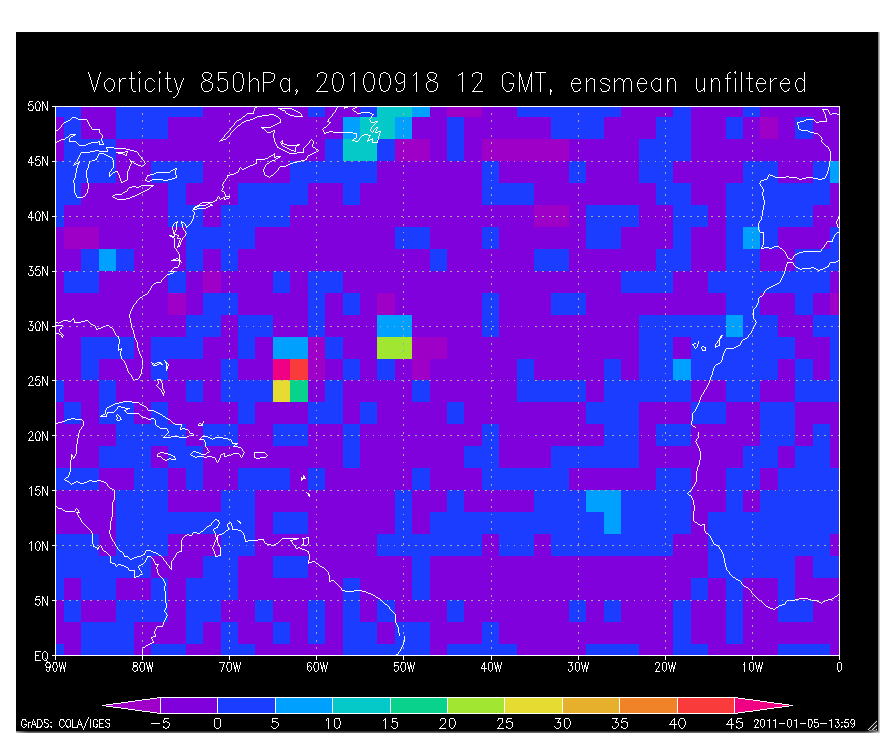 Vorticity 850hPa, 20100918 12 GMT, ensmean unfiltered
50N
45N
40N
35N
30N
25N
20N
15N
10N
5N
EQ
90W 80W 70W 60W 50W 40W 30W 20W 10W 0
-5 0 5 10 15 20 25 30 35 40 45
GrADS: COLA/IGES 2011-01-05-13:59